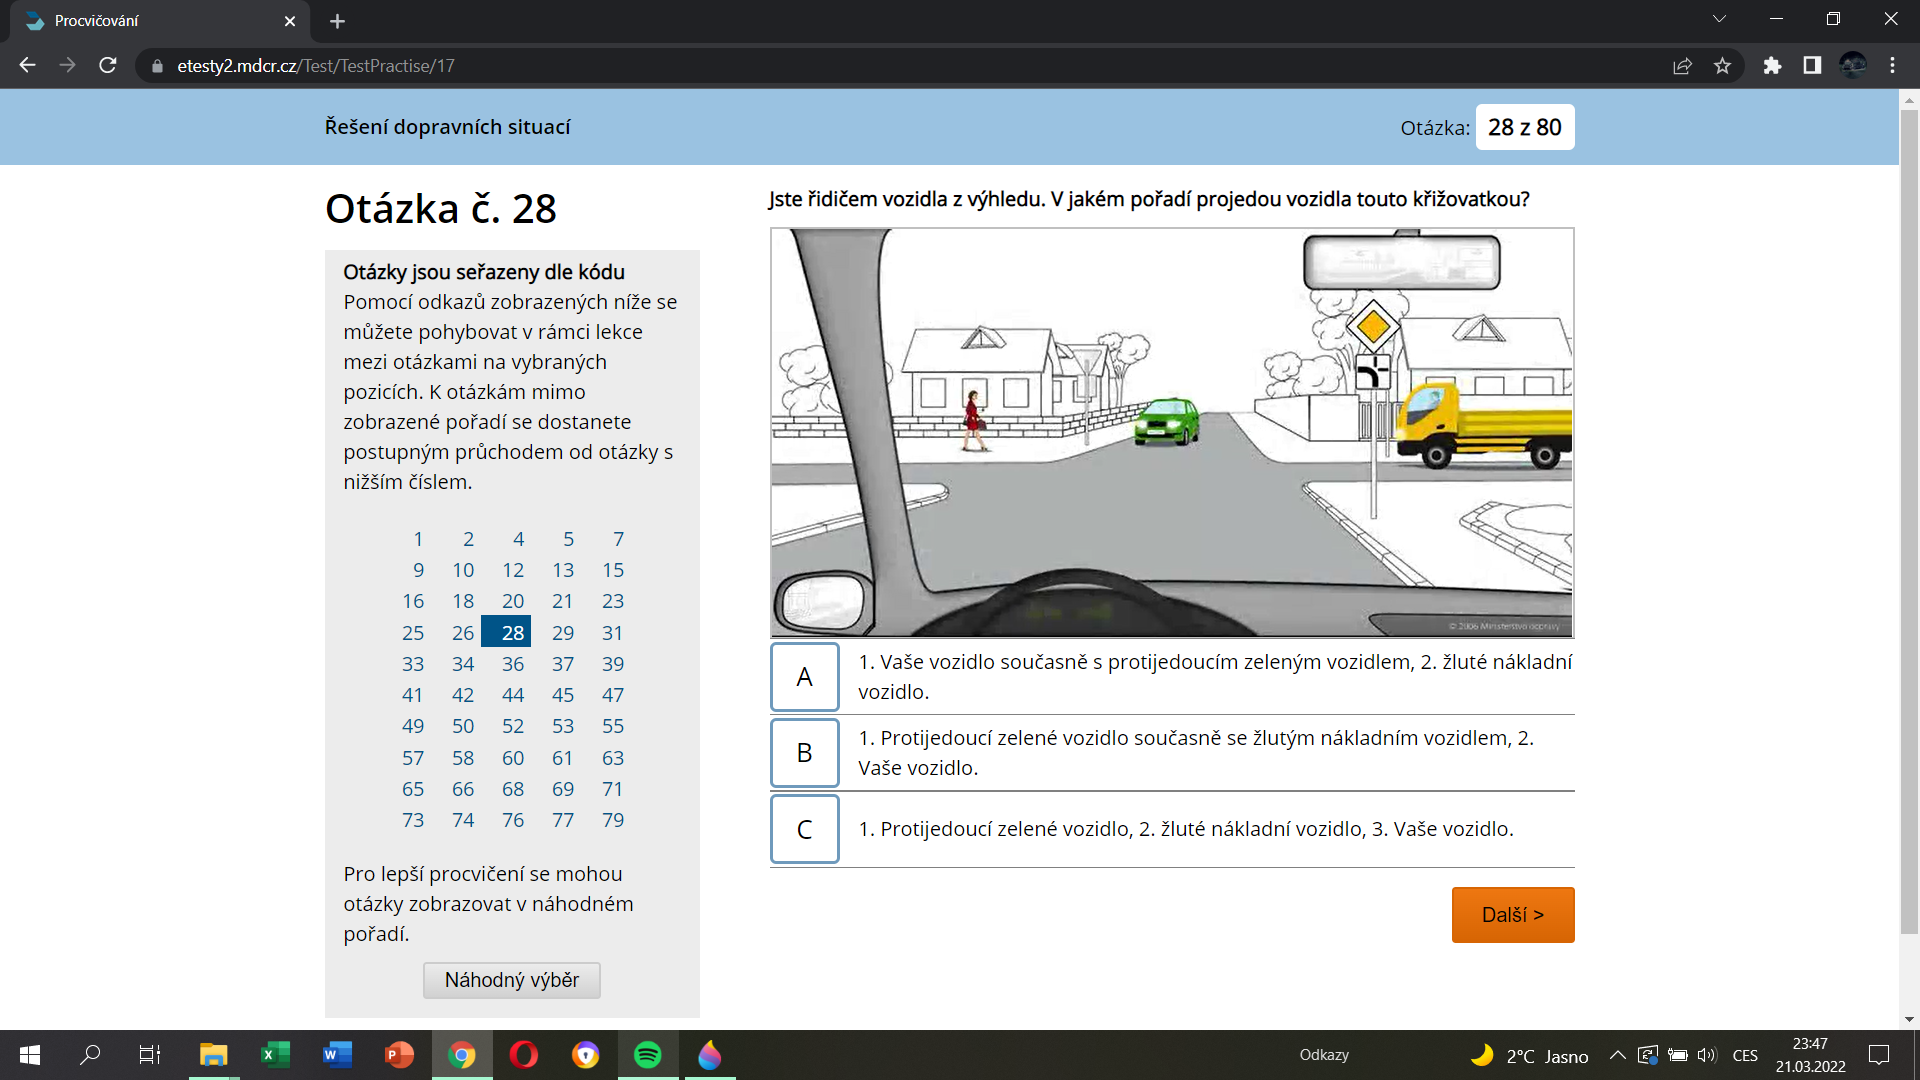 Procvičování
etesty2.mdcr.cz/Test/TestPractise/17
Řešení dopravních situací
Otázka: 28 z 80
Otázka č. 28
Otázky jsou seřazeny dle kódu
Pomocí odkazů zobrazených níže se
můžete pohybovat v rámci lekce
mezi otázkami na vybraných
pozicích. K otázkám mimo
zobrazené pořadí se dostanete
postupným průchodem od otázky s
nižším číslem.
1 2 4 5 7
9 10 12 13 15
16 18 20 21 23
25 26 28 29 31
33 34 36 37 39
41 42 44 45 47
49 50 52 53 55
57 58 60 61 63
65 66 68 69 71
73 74 76 77 79
Pro lepší procvičení se mohou
otázky zobrazovat v náhodném
pořadí.
Náhodný výběr
Jste řidičem vozidla z výhledu. V jakém pořadí projedou vozidla touto křižovatkou?
© 2006 Ministerstvo dopravy
A
1. Vaše vozidlo současně s protijedoucím zeleným vozidlem, 2. žluté nákladní
vozidlo.
B
1. Protijedoucí zelené vozidlo současně se žlutým nákladním vozidlem, 2.
Vaše vozidlo.
C
1. Protijedoucí zelené vozidlo, 2. žluté nákladní vozidlo, 3. Vaše vozidlo.
Další >
Odkazy
2°C Jasno
CES
23:47
21.03.2022